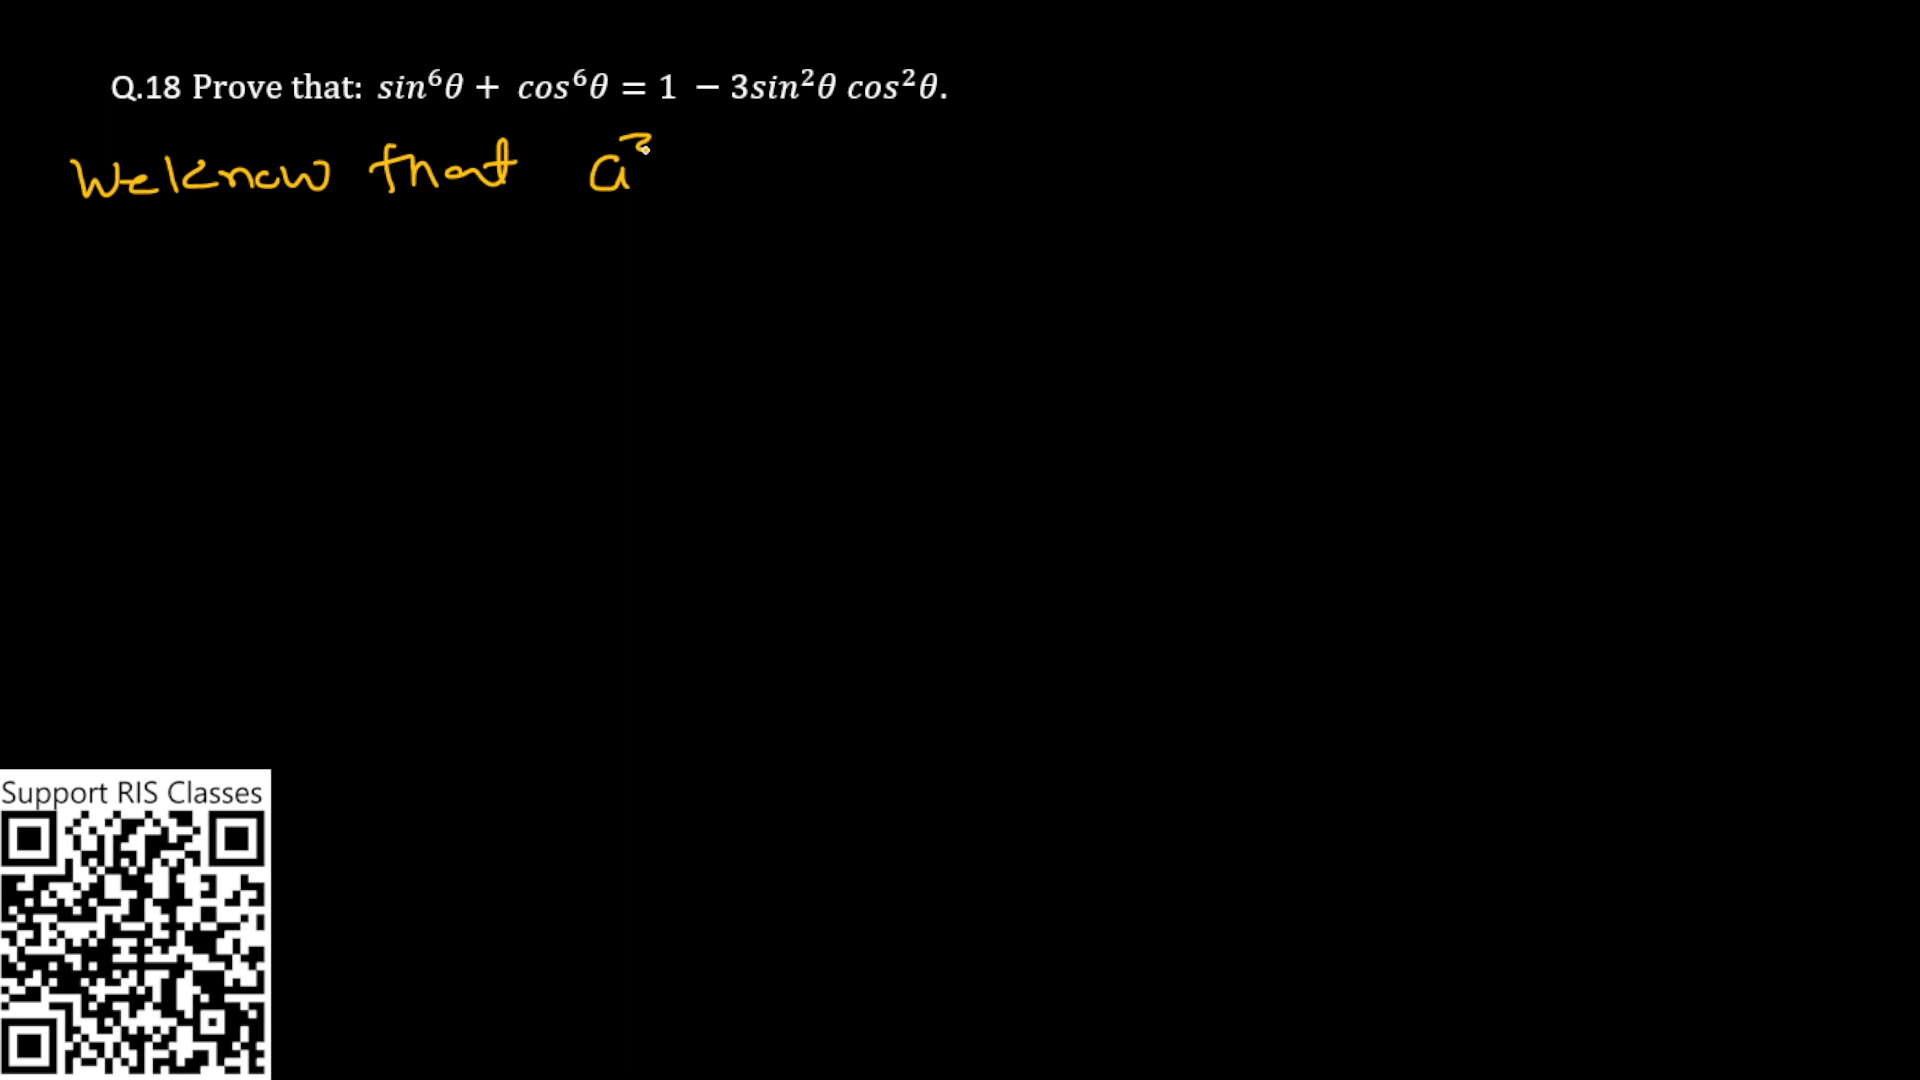 Q.18 Prove that: sin⁶θ + cos⁶θ = 1 − 3sin²θ cos²θ.
We know that a³
Support RIS Classes